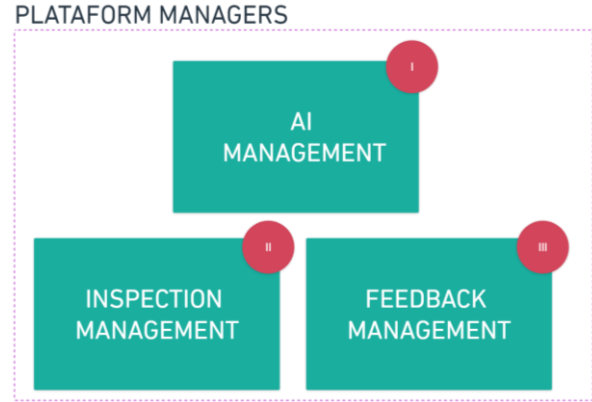 PLATAFORM MANAGERS
I
AI
MANAGEMENT
II
INSPECTION
MANAGEMENT
III
FEEDBACK
MANAGEMENT